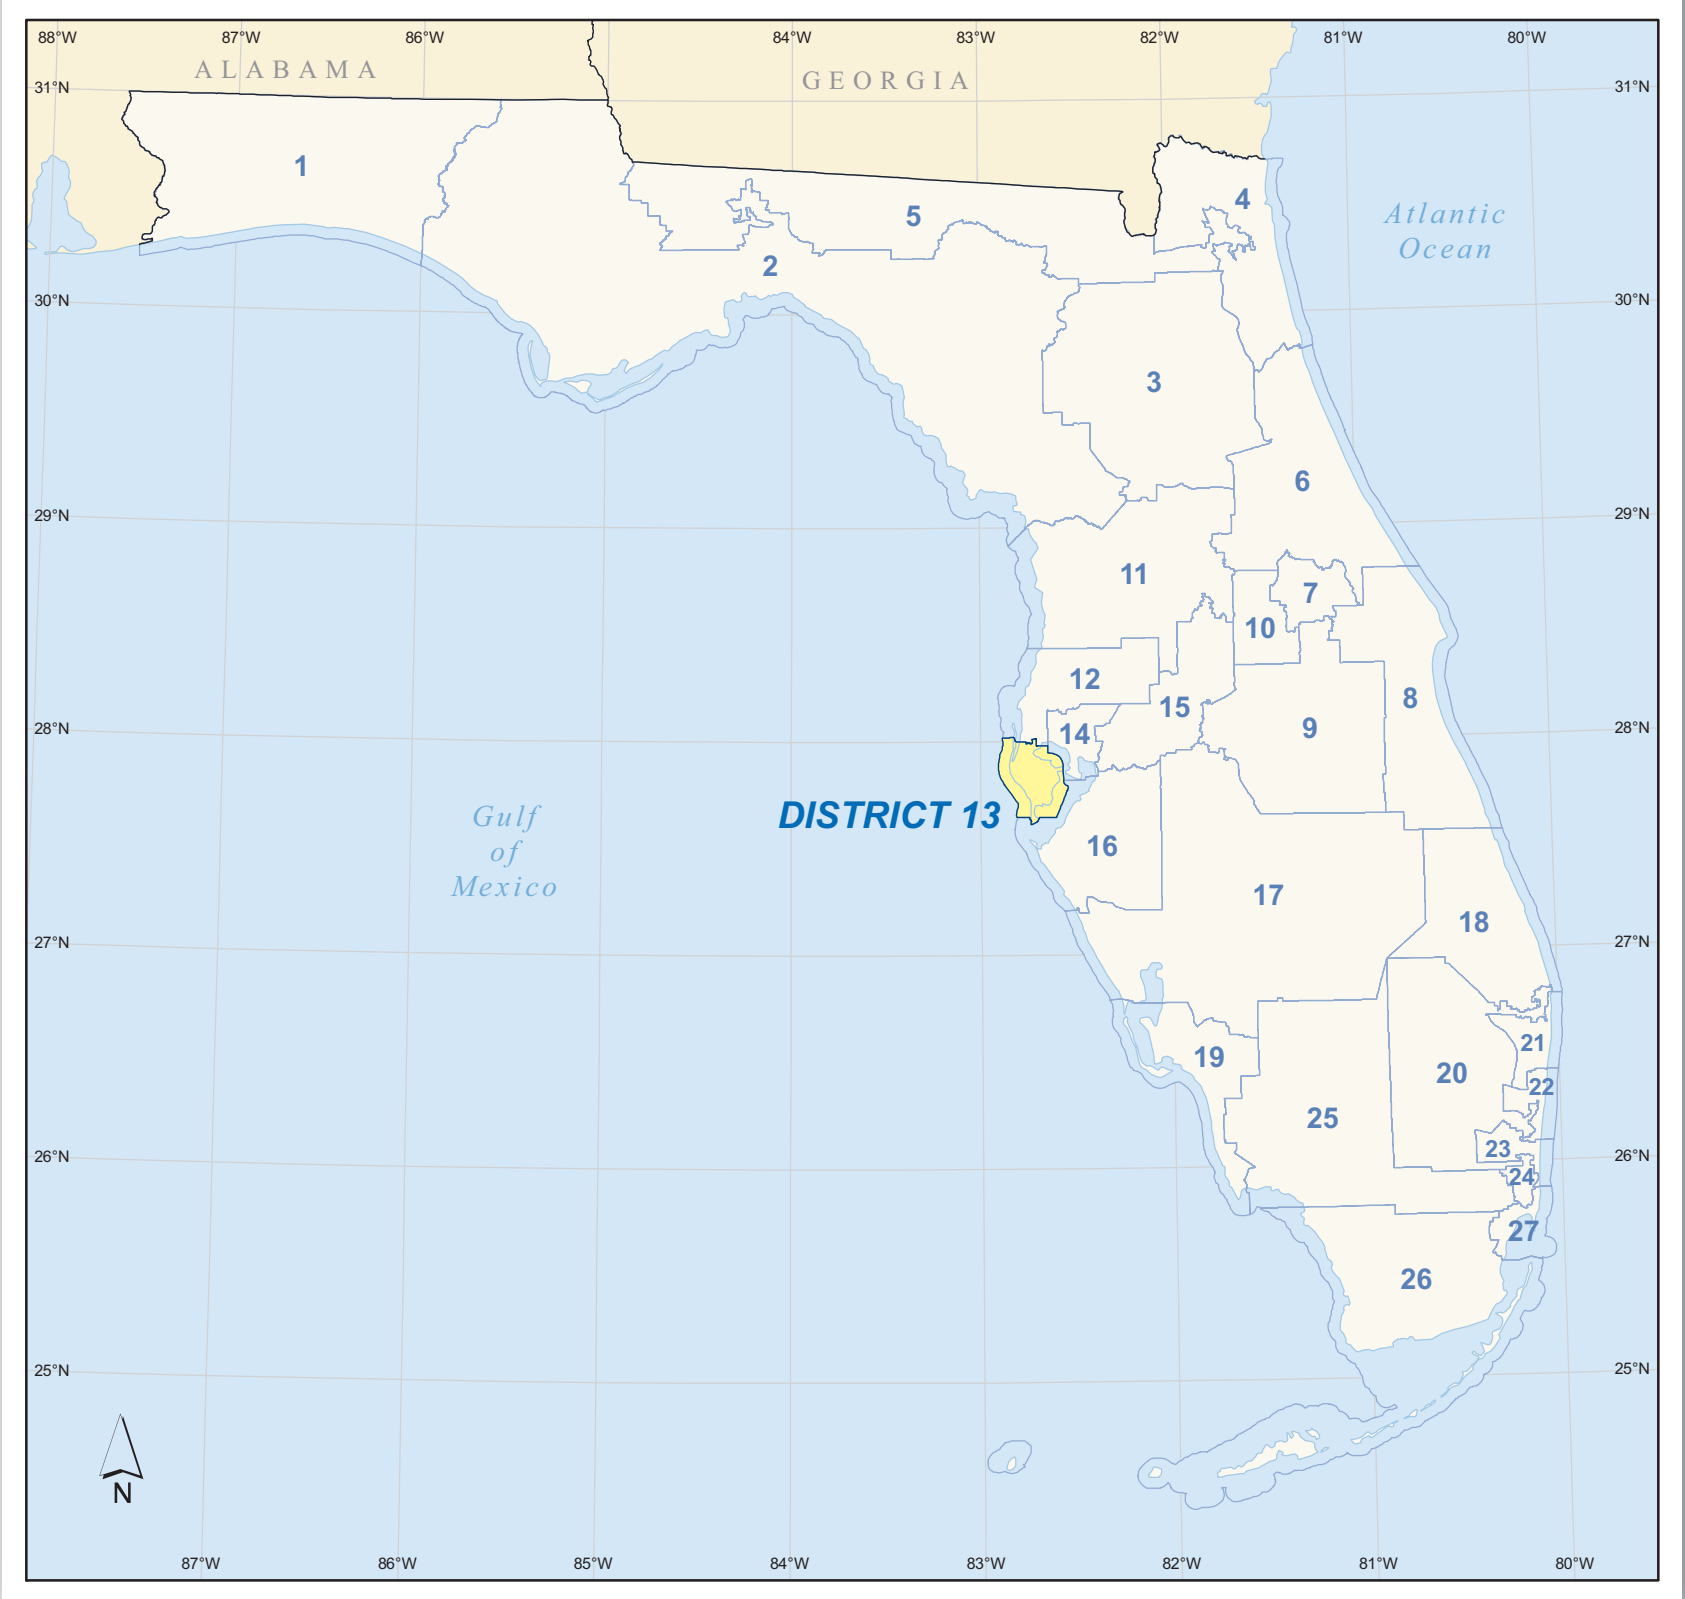 88°W 87°W 86°W 84°W 83°W 82°W 81°W 80°W
ALABAMA
GEORGIA
31°N 31°N
1
4
5
Atlantic
Ocean
2
30°N 30°N
3
6
29°N 29°N
11
7
10
12
8
15
9
14
28°N 28°N
DISTRICT 13
Gulf
of
Mexico
16
17
18
27°N 27°N
21
19
20
22
25
23
26°N 26°N
24
27
26
25°N 25°N
N
87°W 86°W 85°W 84°W 83°W 82°W 81°W 80°W